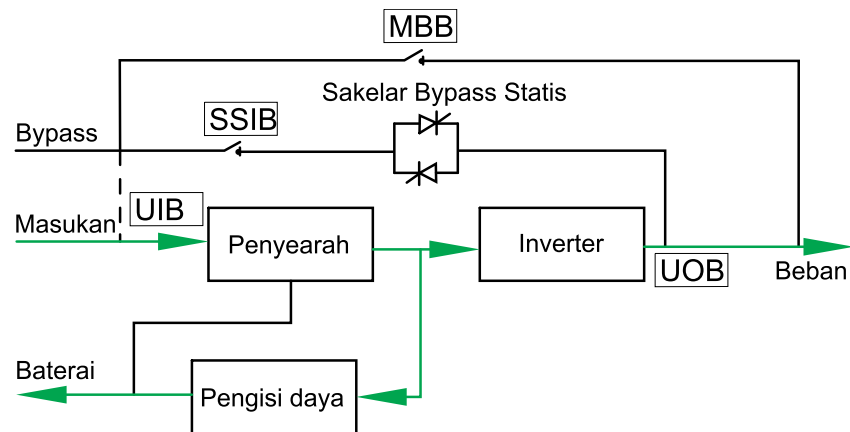 MBB
Sakelar Bypass Statis
SSIB
Bypass
UIB
Masukan
Penyearah
Inverter
UOB
Beban
Baterai
Pengisi daya